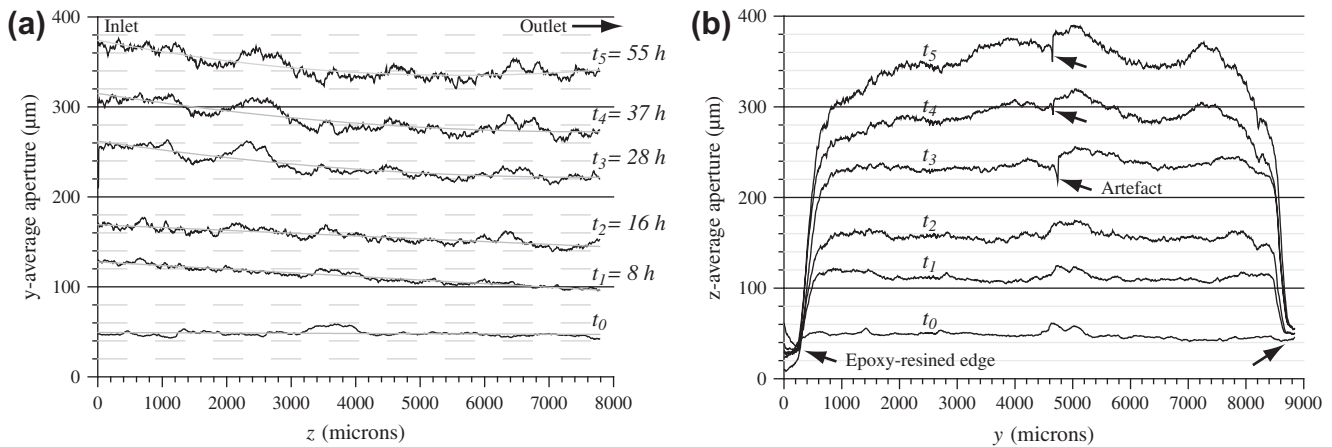 (a)
Inlet
Outlet
t5 = 55 h
t4 = 37 h
t3 = 28 h
t2 = 16 h
t1 = 8 h
t0
y-average aperture (μm)
400
300
200
100
0
0 1000 2000 3000 4000 5000 6000 7000 8000
z (microns)
(b)
t5
t4
t3
Artefact
t2
t1
t0
Epoxy-resined edge
z-average aperture (μm)
400
300
200
100
0
0 1000 2000 3000 4000 5000 6000 7000 8000 9000
y (microns)